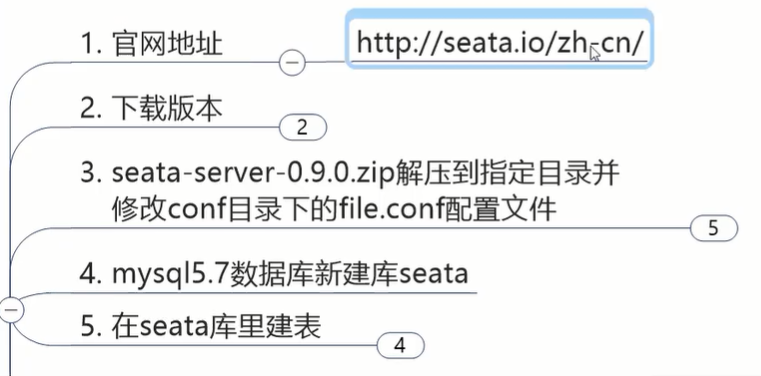 1. 官网地址
http://seata.io/zh-cn/
2. 下载版本
2
3. seata-server-0.9.0.zip解压到指定目录并
修改conf目录下的file.conf配置文件
5
4. mysql5.7数据库新建库seata
5. 在seata库里建表
4